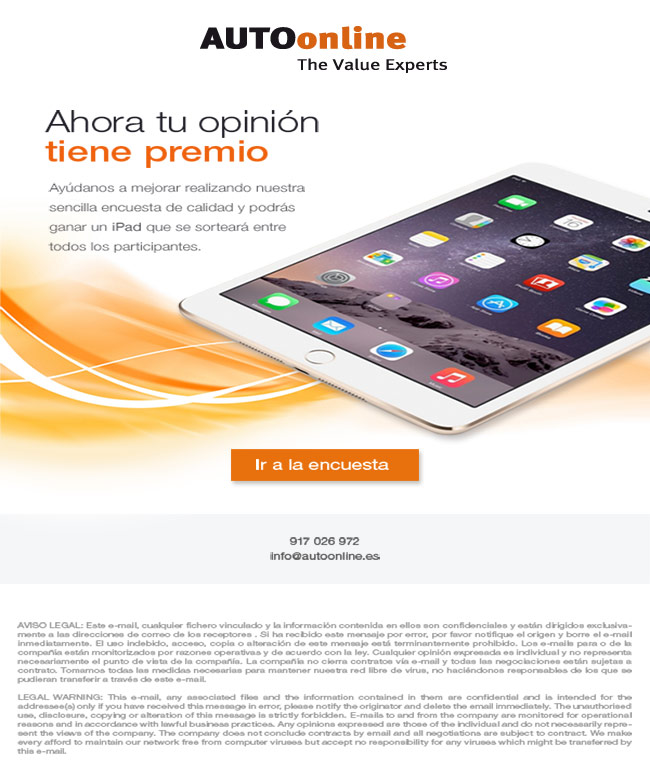 AUTOonline
The Value Experts
Ahora tu opinión
tiene premio
Ayúdanos a mejorar realizando nuestra
sencilla encuesta de calidad y podrás
ganar un iPad que se sorteará entre
todos los participantes.
Ir a la encuesta
917 026 972
info@autoonline.es
AVISO LEGAL: Este e-mail, cualquier fichero vinculado y la información contenida en ellos son confidenciales y están dirigidos exclusiva-
mente a las direcciones de correo de los receptores . Si ha recibido este mensaje por error, por favor notifique el origen y borre el e-mail
inmediatamente. El uso indebido, acceso, copia o alteración de este mensaje está terminantemente prohibido. Los e-mails para o de la
compañía están monitorizados por razones operativas y de acuerdo con la ley. Cualquier opinión expresada es individual y no representa
necesariamente el punto de vista de la compañía. La compañía no cierra contratos vía e-mail y todas las negociaciones están sujetas a
contrato. Tomamos todas las medidas necesarias para mantener nuestra red libre de virus, no haciéndonos responsables de los que se
pudieran transferir a través de este e-mail.
LEGAL WARNING: This e-mail, any associated files and the information contained in them are confidential and is intended for the
addressee(s) only if you have received this message in error, please notify the originator and delete the email immediately. The unauthorised
use, disclosure, copying or alteration of this message is strictly forbidden. E-mails to and from the company are monitored for operational
reasons and in accordance with lawful business practices. Any opinions expressed are those of the individual and do not necessarily repre-
sent the views of the company. The company does not conclude contracts by email and all negotiations are subject to contract. We make
every afford to maintain our network free from computer viruses but accept no responsibility for any viruses which might be transferred by
this e-mail.